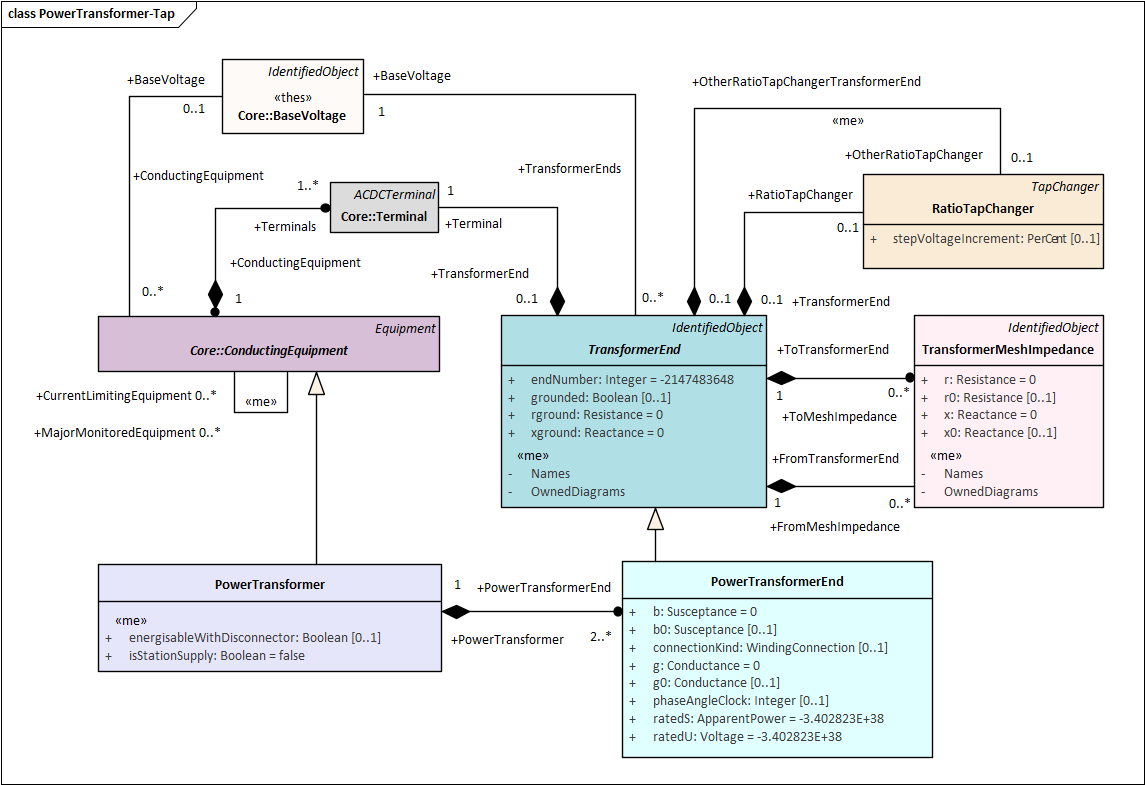 class PowerTransformer-Tap
+BaseVoltage
0..1
IdentifiedObject
«thes»
Core::BaseVoltage
+BaseVoltage
1
+OtherRatioTapChangerTransformerEnd
«me»
+OtherRatioTapChanger
0..1
+ConductingEquipment
1..*
+Terminals
ACDCTerminal
Core::Terminal
1
+Terminal
+TransformerEnds
+RatioTapChanger
0..1
TapChanger
RatioTapChanger
+ stepVoltageIncrement: PerCent [0..1]
+ConductingEquipment
0..*
1
+TransformerEnd
0..1
0..*
0..1
0..1
+TransformerEnd
Equipment
Core::ConductingEquipment
+CurrentLimitingEquipment 0..*
«me»
+MajorMonitoredEquipment 0..*
IdentifiedObject
TransformerEnd
+ endNumber: Integer = -2147483648
+ grounded: Boolean [0..1]
+ rground: Resistance = 0
+ xground: Reactance = 0
«me»
- Names
- OwnedDiagrams
+ToTransformerEnd
1
0..*
+ToMeshImpedance
+FromTransformerEnd
1
0..*
+FromMeshImpedance
IdentifiedObject
TransformerMeshImpedance
+ r: Resistance = 0
+ r0: Resistance [0..1]
+ x: Reactance = 0
+ x0: Reactance [0..1]
«me»
- Names
- OwnedDiagrams
PowerTransformer
«me»
+ energisableWithDisconnector: Boolean [0..1]
+ isStationSupply: Boolean = false
1
+PowerTransformerEnd
+PowerTransformer
2..*
PowerTransformerEnd
+ b: Susceptance = 0
+ b0: Susceptance [0..1]
+ connectionKind: WindingConnection [0..1]
+ g: Conductance = 0
+ g0: Conductance [0..1]
+ phaseAngleClock: Integer [0..1]
+ ratedS: ApparentPower = -3.402823E+38
+ ratedU: Voltage = -3.402823E+38